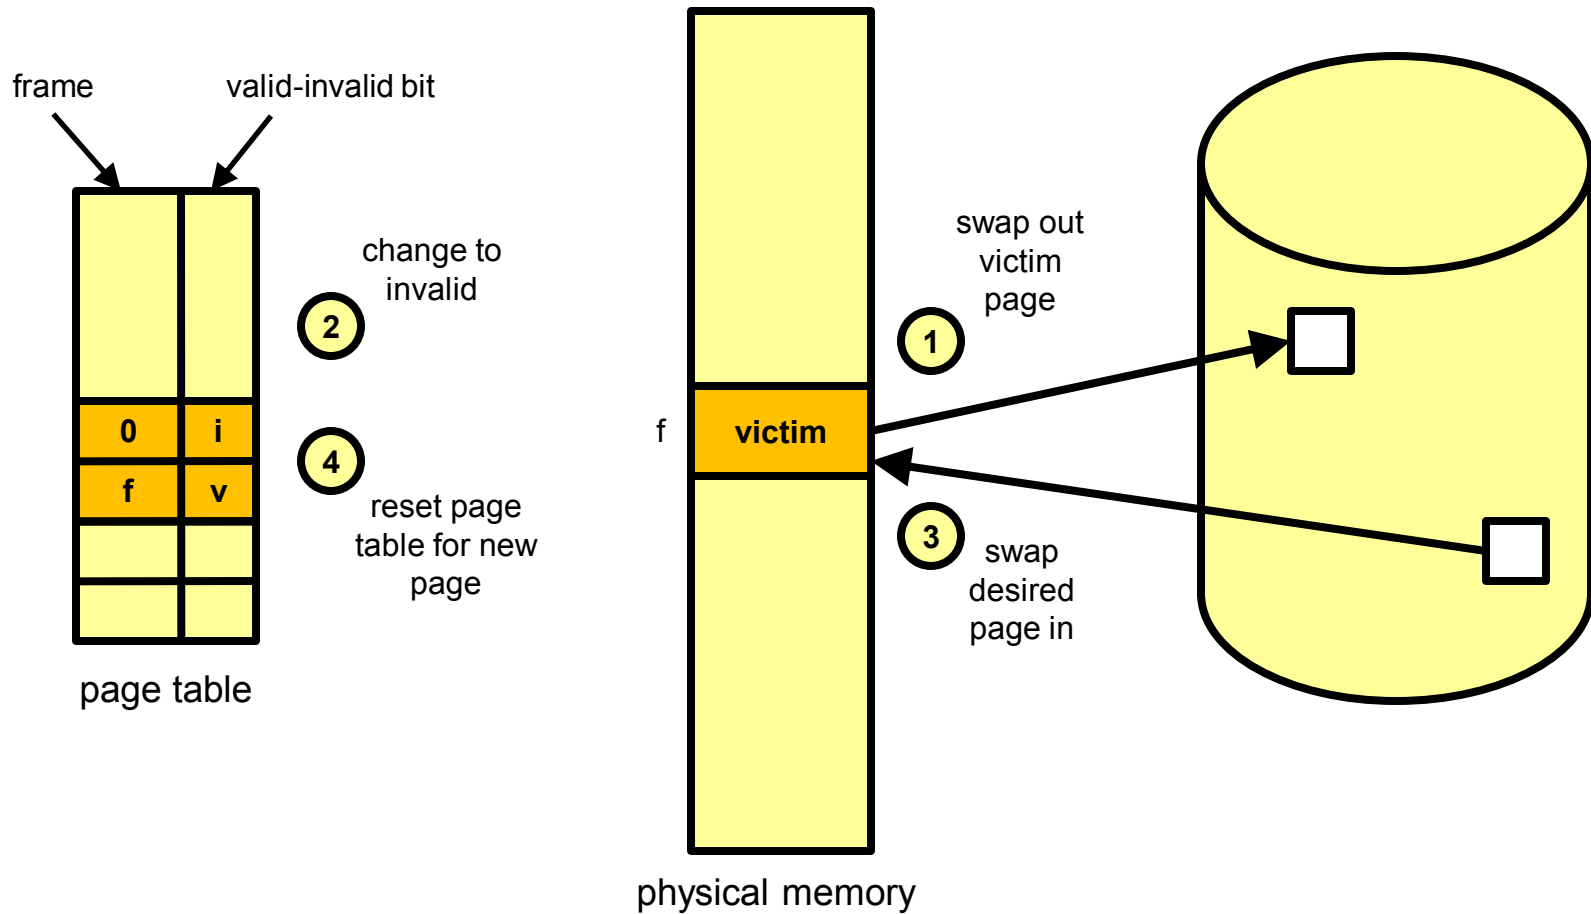 frame
valid-invalid bit
change to
invalid
2
0 i
f v
4
reset page
table for new
page
page table
f
victim
physical memory
swap out
victim
page
1
3
swap
desired
page in